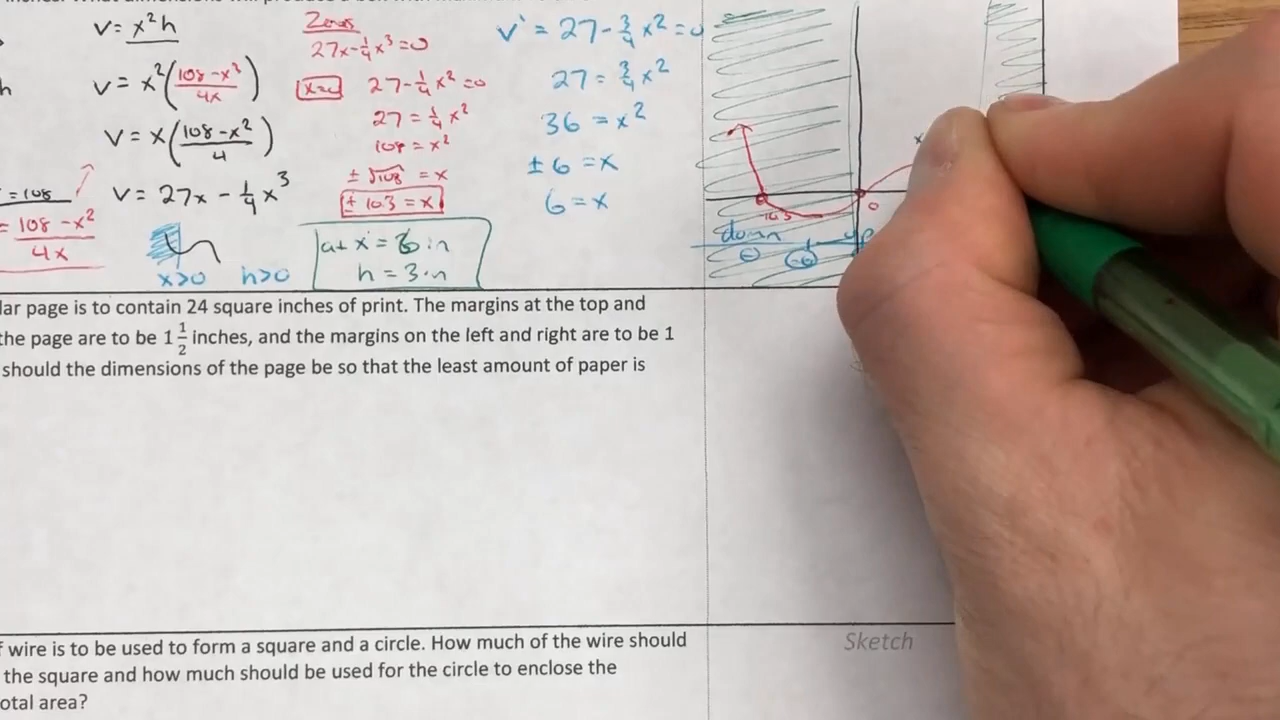 V = x²h
V = x²(108-x²/4x)
V = x(108-x²/4)
V = 27x - 1/4 x³
= 108
= 108-x²/4x
x>0 h>0
Zeros
27x-1/4x³=0
x=0 27-1/4x²=0
27=1/4x²
108=x²
±√108 = x
± 10.3 = x
at x = 6 in
h = 3 in
V' = 27-3/4x²=0
27=3/4x²
36=x²
±6=x
6=x
0
down up
lar page is to contain 24 square inches of print. The margins at the top and
the page are to be 1 1/2 inches, and the margins on the left and right are to be 1
should the dimensions of the page be so that the least amount of paper is
f wire is to be used to form a square and a circle. How much of the wire should
the square and how much should be used for the circle to enclose the
otal area?
Sketch